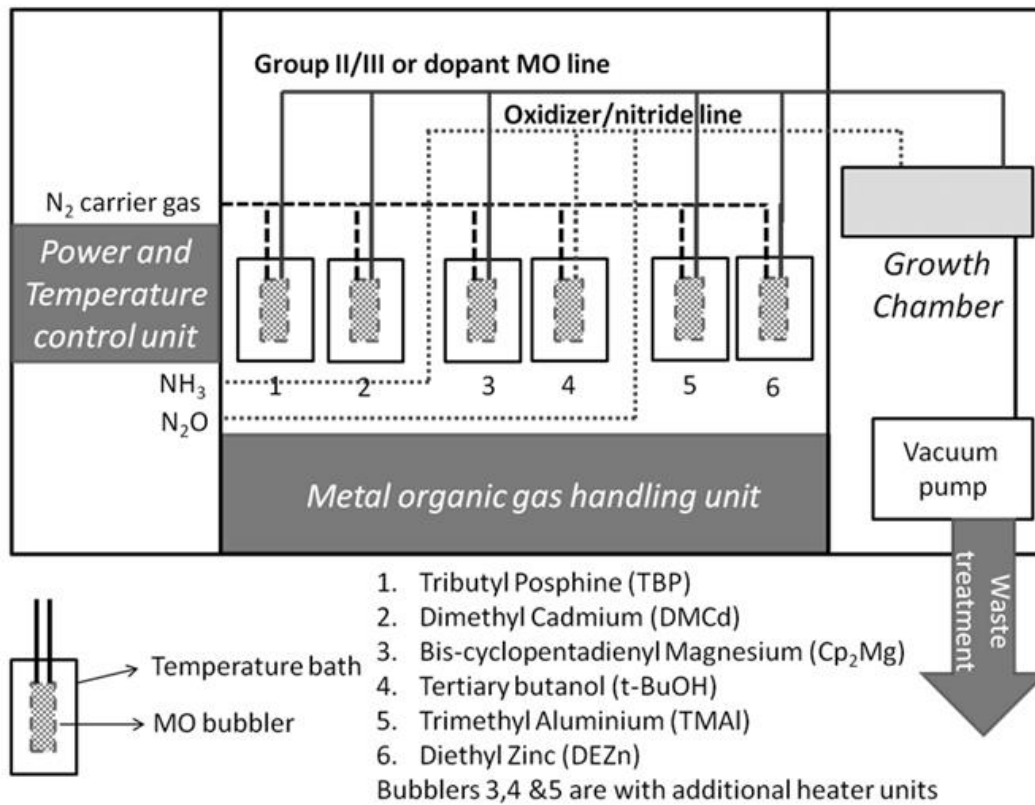 Group II/III or dopant MO line
Oxidizer/nitride line
N₂ carrier gas
Power and
Temperature
control unit
Growth
Chamber
NH₃
N₂O
1 2 3 4 5 6
Vacuum
pump
Metal organic gas handling unit
Waste
treatment
Temperature bath
MO bubbler
1. Tributyl Posphine (TBP)
2. Dimethyl Cadmium (DMCd)
3. Bis-cyclopentadienyl Magnesium (Cp₂Mg)
4. Tertiary butanol (t-BuOH)
5. Trimethyl Aluminium (TMAl)
6. Diethyl Zinc (DEZn)
Bubblers 3,4 &5 are with additional heater units